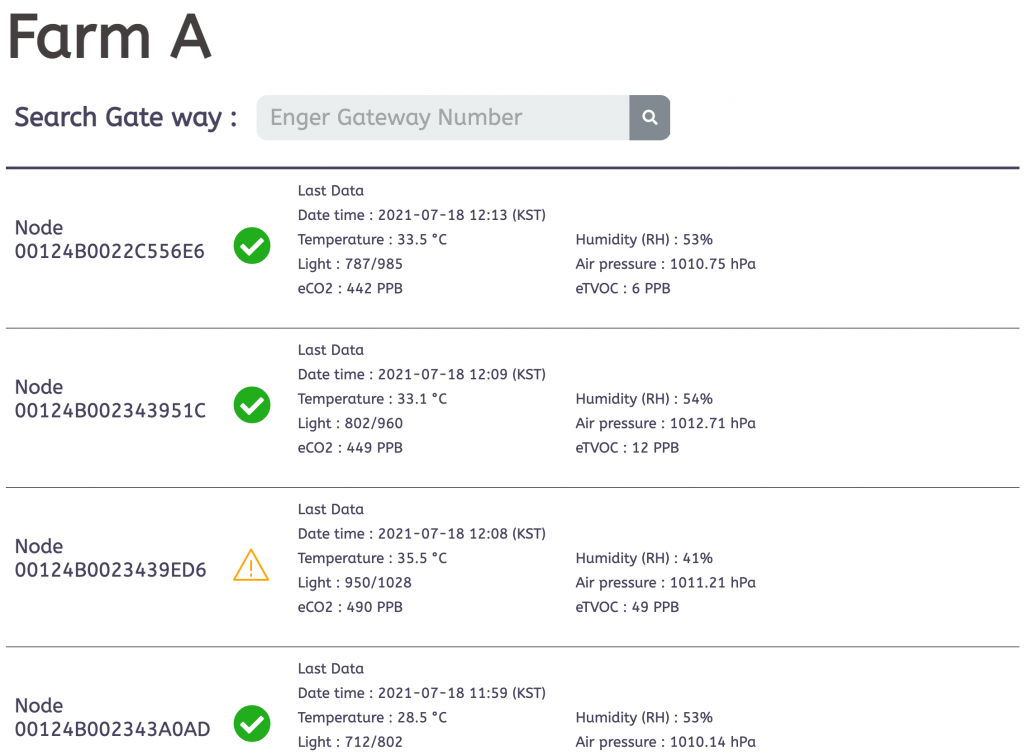 Farm A
Search Gate way :
Enger Gateway Number
Last Data
Date time : 2021-07-18 12:13 (KST)
Node
00124B0022C556E6
Temperature : 33.5 °C Humidity (RH) : 53%
Light : 787/985 Air pressure : 1010.75 hPa
eCO2 : 442 PPB eTVOC : 6 PPB
Last Data
Date time : 2021-07-18 12:09 (KST)
Node
00124B002343951C
Temperature : 33.1 °C Humidity (RH) : 54%
Light : 802/960 Air pressure : 1012.71 hPa
eCO2 : 449 PPB eTVOC : 12 PPB
Last Data
Date time : 2021-07-18 12:08 (KST)
Node
00124B0023439ED6
Temperature : 35.5 °C Humidity (RH) : 41%
Light : 950/1028 Air pressure : 1011.21 hPa
eCO2 : 490 PPB eTVOC : 49 PPB
Last Data
Date time : 2021-07-18 11:59 (KST)
Node
00124B002343A0AD
Temperature : 28.5 °C Humidity (RH) : 53%
Light : 712/802 Air pressure : 1010.14 hPa